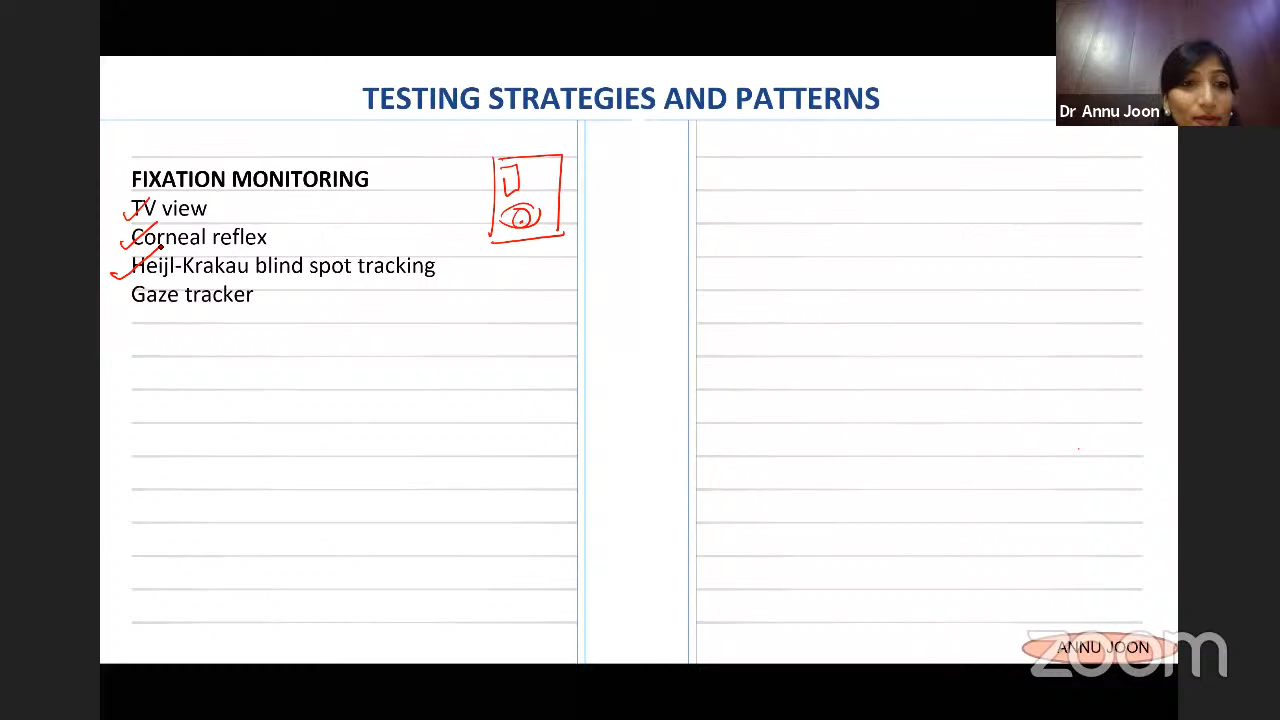 TESTING STRATEGIES AND PATTERNS
Dr Annu Joon
FIXATION MONITORING
TV view
Corneal reflex
Heijl-Krakau blind spot tracking
Gaze tracker
ANNU JOON
zoom